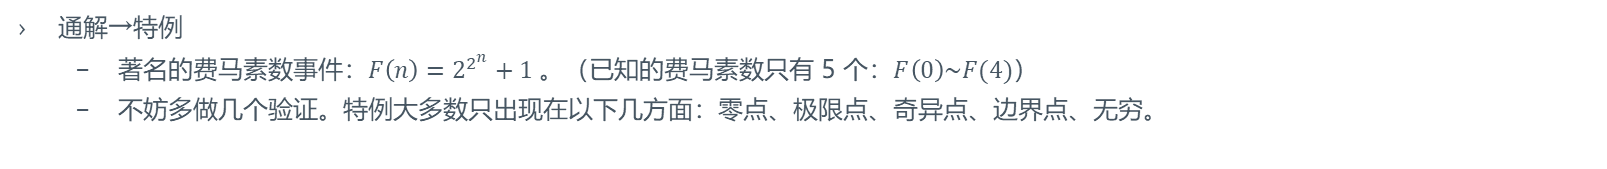 › 通解→特例
– 著名的费马素数事件：F(n) = 2^{2^n} + 1 。（已知的费马素数只有 5 个：F(0)~F(4)）
– 不妨多做几个验证。特例大多数只出现在以下几方面：零点、极限点、奇异点、边界点、无穷。